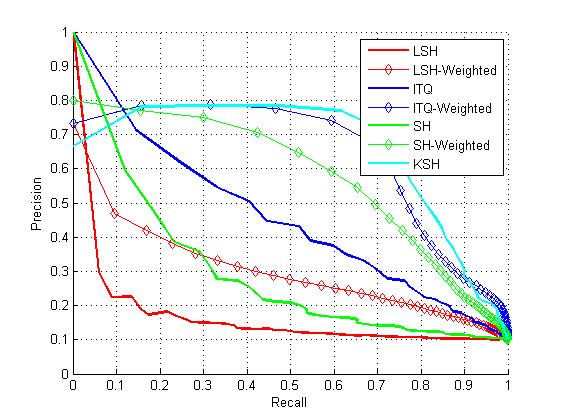 1
0.9
0.8
0.7
0.6
0.5
0.4
0.3
0.2
0.1
0
Precision
0 0.1 0.2 0.3 0.4 0.5 0.6 0.7 0.8 0.9 1
Recall
LSH
LSH-Weighted
ITQ
ITQ-Weighted
SH
SH-Weighted
KSH